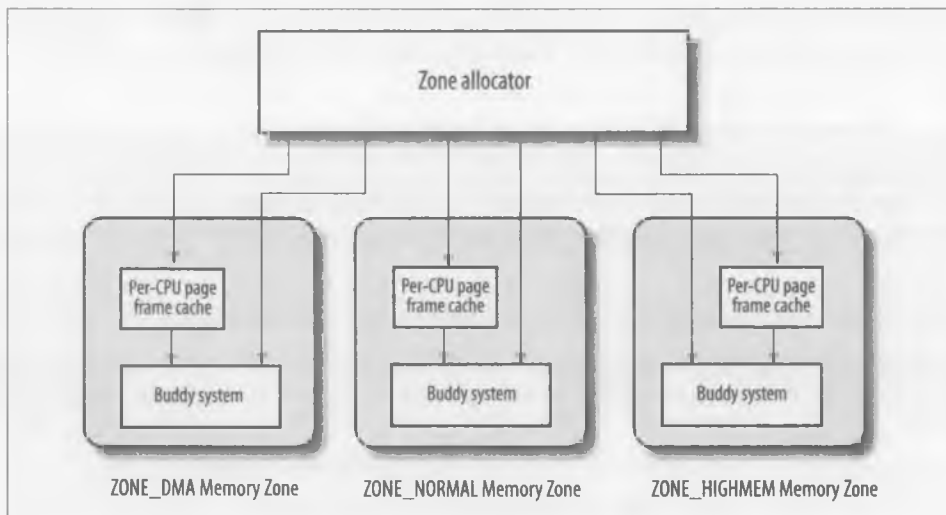 Zone allocator
Per-CPU page
frame cache
Per-CPU page
frame cache
Per-CPU page
frame cache
Buddy system
Buddy system
Buddy system
ZONE_DMA Memory Zone
ZONE_NORMAL Memory Zone
ZONE_HIGHMEM Memory Zone